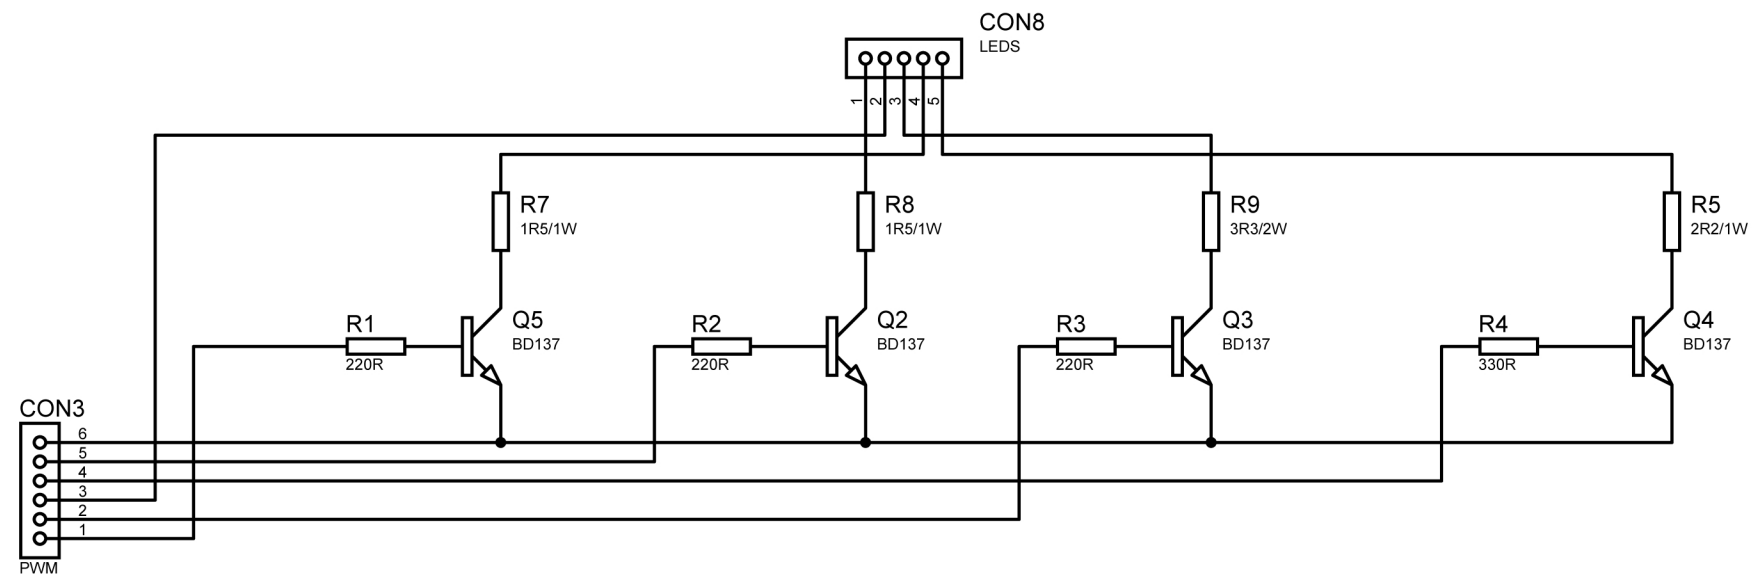 CON8
LEDS
1
2
3
4
5
R7
1R5/1W
R8
1R5/1W
R9
3R3/2W
R5
2R2/1W
R1
220R
Q5
BD137
R2
220R
Q2
BD137
R3
220R
Q3
BD137
R4
330R
Q4
BD137
CON3
6
5
4
3
2
1
PWM